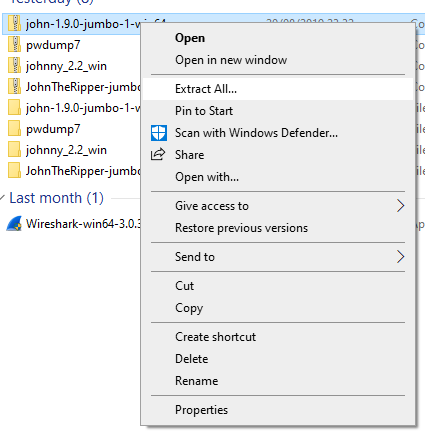 Yesterday (8)
john-1.9.0-jumbo-1-win64
pwdump7
johnny_2.2_win
JohnTheRipper-jumbo
john-1.9.0-jumbo-1-w
pwdump7
johnny_2.2_win
JohnTheRipper-jumbo
Last month (1)
Wireshark-win64-3.0.3
Open
Open in new window
Extract All...
Pin to Start
Scan with Windows Defender...
Share
Open with...
Give access to
Restore previous versions
Send to
Cut
Copy
Create shortcut
Delete
Rename
Properties